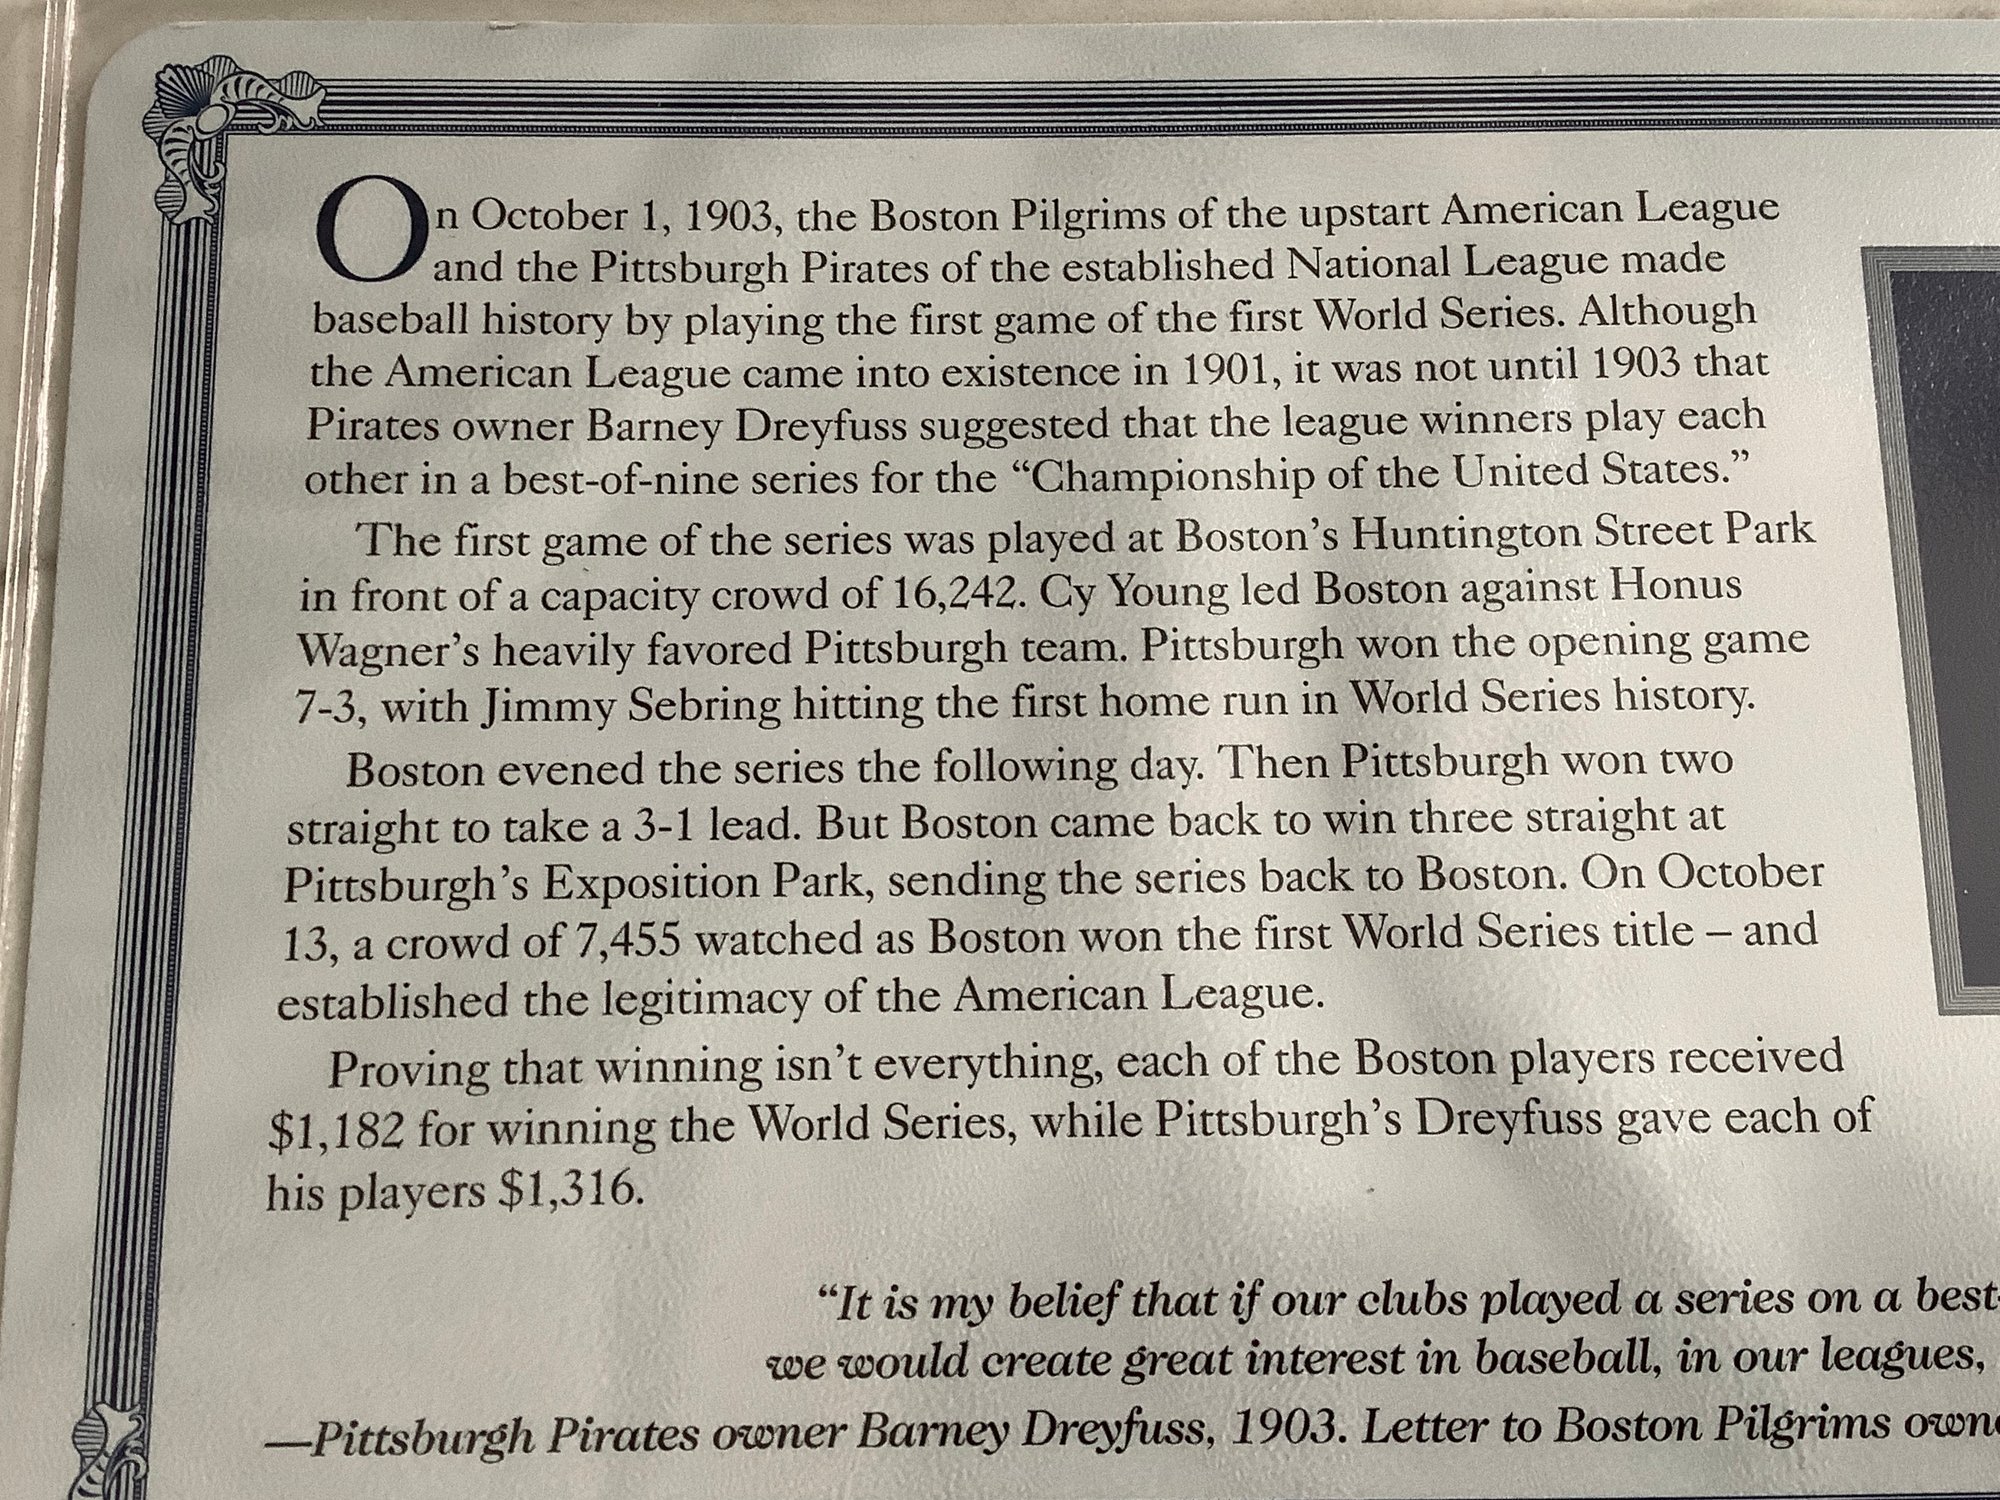 On October 1, 1903, the Boston Pilgrims of the upstart American League
and the Pittsburgh Pirates of the established National League made
baseball history by playing the first game of the first World Series. Although
the American League came into existence in 1901, it was not until 1903 that
Pirates owner Barney Dreyfuss suggested that the league winners play each
other in a best-of-nine series for the “Championship of the United States.”
The first game of the series was played at Boston’s Huntington Street Park
in front of a capacity crowd of 16,242. Cy Young led Boston against Honus
Wagner’s heavily favored Pittsburgh team. Pittsburgh won the opening game
7-3, with Jimmy Sebring hitting the first home run in World Series history.
Boston evened the series the following day. Then Pittsburgh won two
straight to take a 3-1 lead. But Boston came back to win three straight at
Pittsburgh’s Exposition Park, sending the series back to Boston. On October
13, a crowd of 7,455 watched as Boston won the first World Series title – and
established the legitimacy of the American League.
Proving that winning isn’t everything, each of the Boston players received
$1,182 for winning the World Series, while Pittsburgh’s Dreyfuss gave each of
his players $1,316.
“It is my belief that if our clubs played a series on a best-
we would create great interest in baseball, in our leagues,
—Pittsburgh Pirates owner Barney Dreyfuss, 1903. Letter to Boston Pilgrims